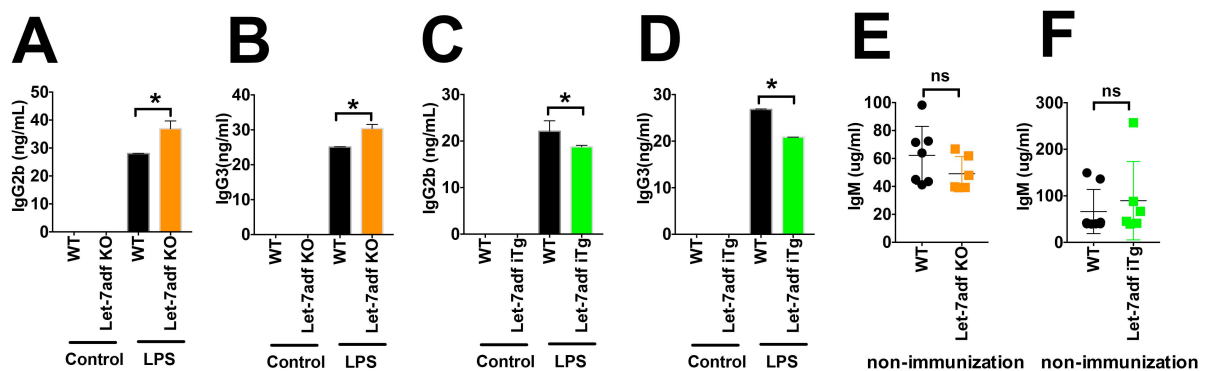 A
IgG2b (ng/mL)
50
40
30
20
10
0
*
WT
Let-7adf KO
WT
Let-7adf KO
Control
LPS
B
IgG3(ng/ml)
40
30
20
10
0
*
WT
Let-7adf KO
WT
Let-7adf KO
Control
LPS
C
IgG2b (ng/mL)
30
20
10
0
*
WT
Let-7adf iTg
WT
Let-7adf iTg
Control
LPS
D
IgG3(ng/ml)
30
20
10
0
*
WT
Let-7adf iTg
WT
Let-7adf iTg
Control
LPS
E
IgM (ug/ml)
100
80
60
40
20
0
ns
WT
Let-7adf KO
non-immunization
F
IgM (ug/ml)
300
200
100
0
ns
WT
Let-7adf iTg
non-immunization